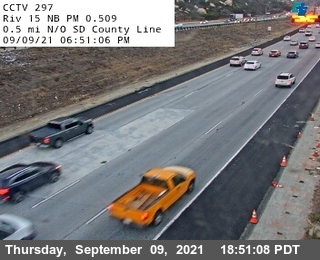 CCTV 297
Riv 15 NB PM 0.509
0.5 mi N/O SD County Line
09/09/21 06:51:06 PM
Thursday, September 09, 2021 18:51:08 PDT